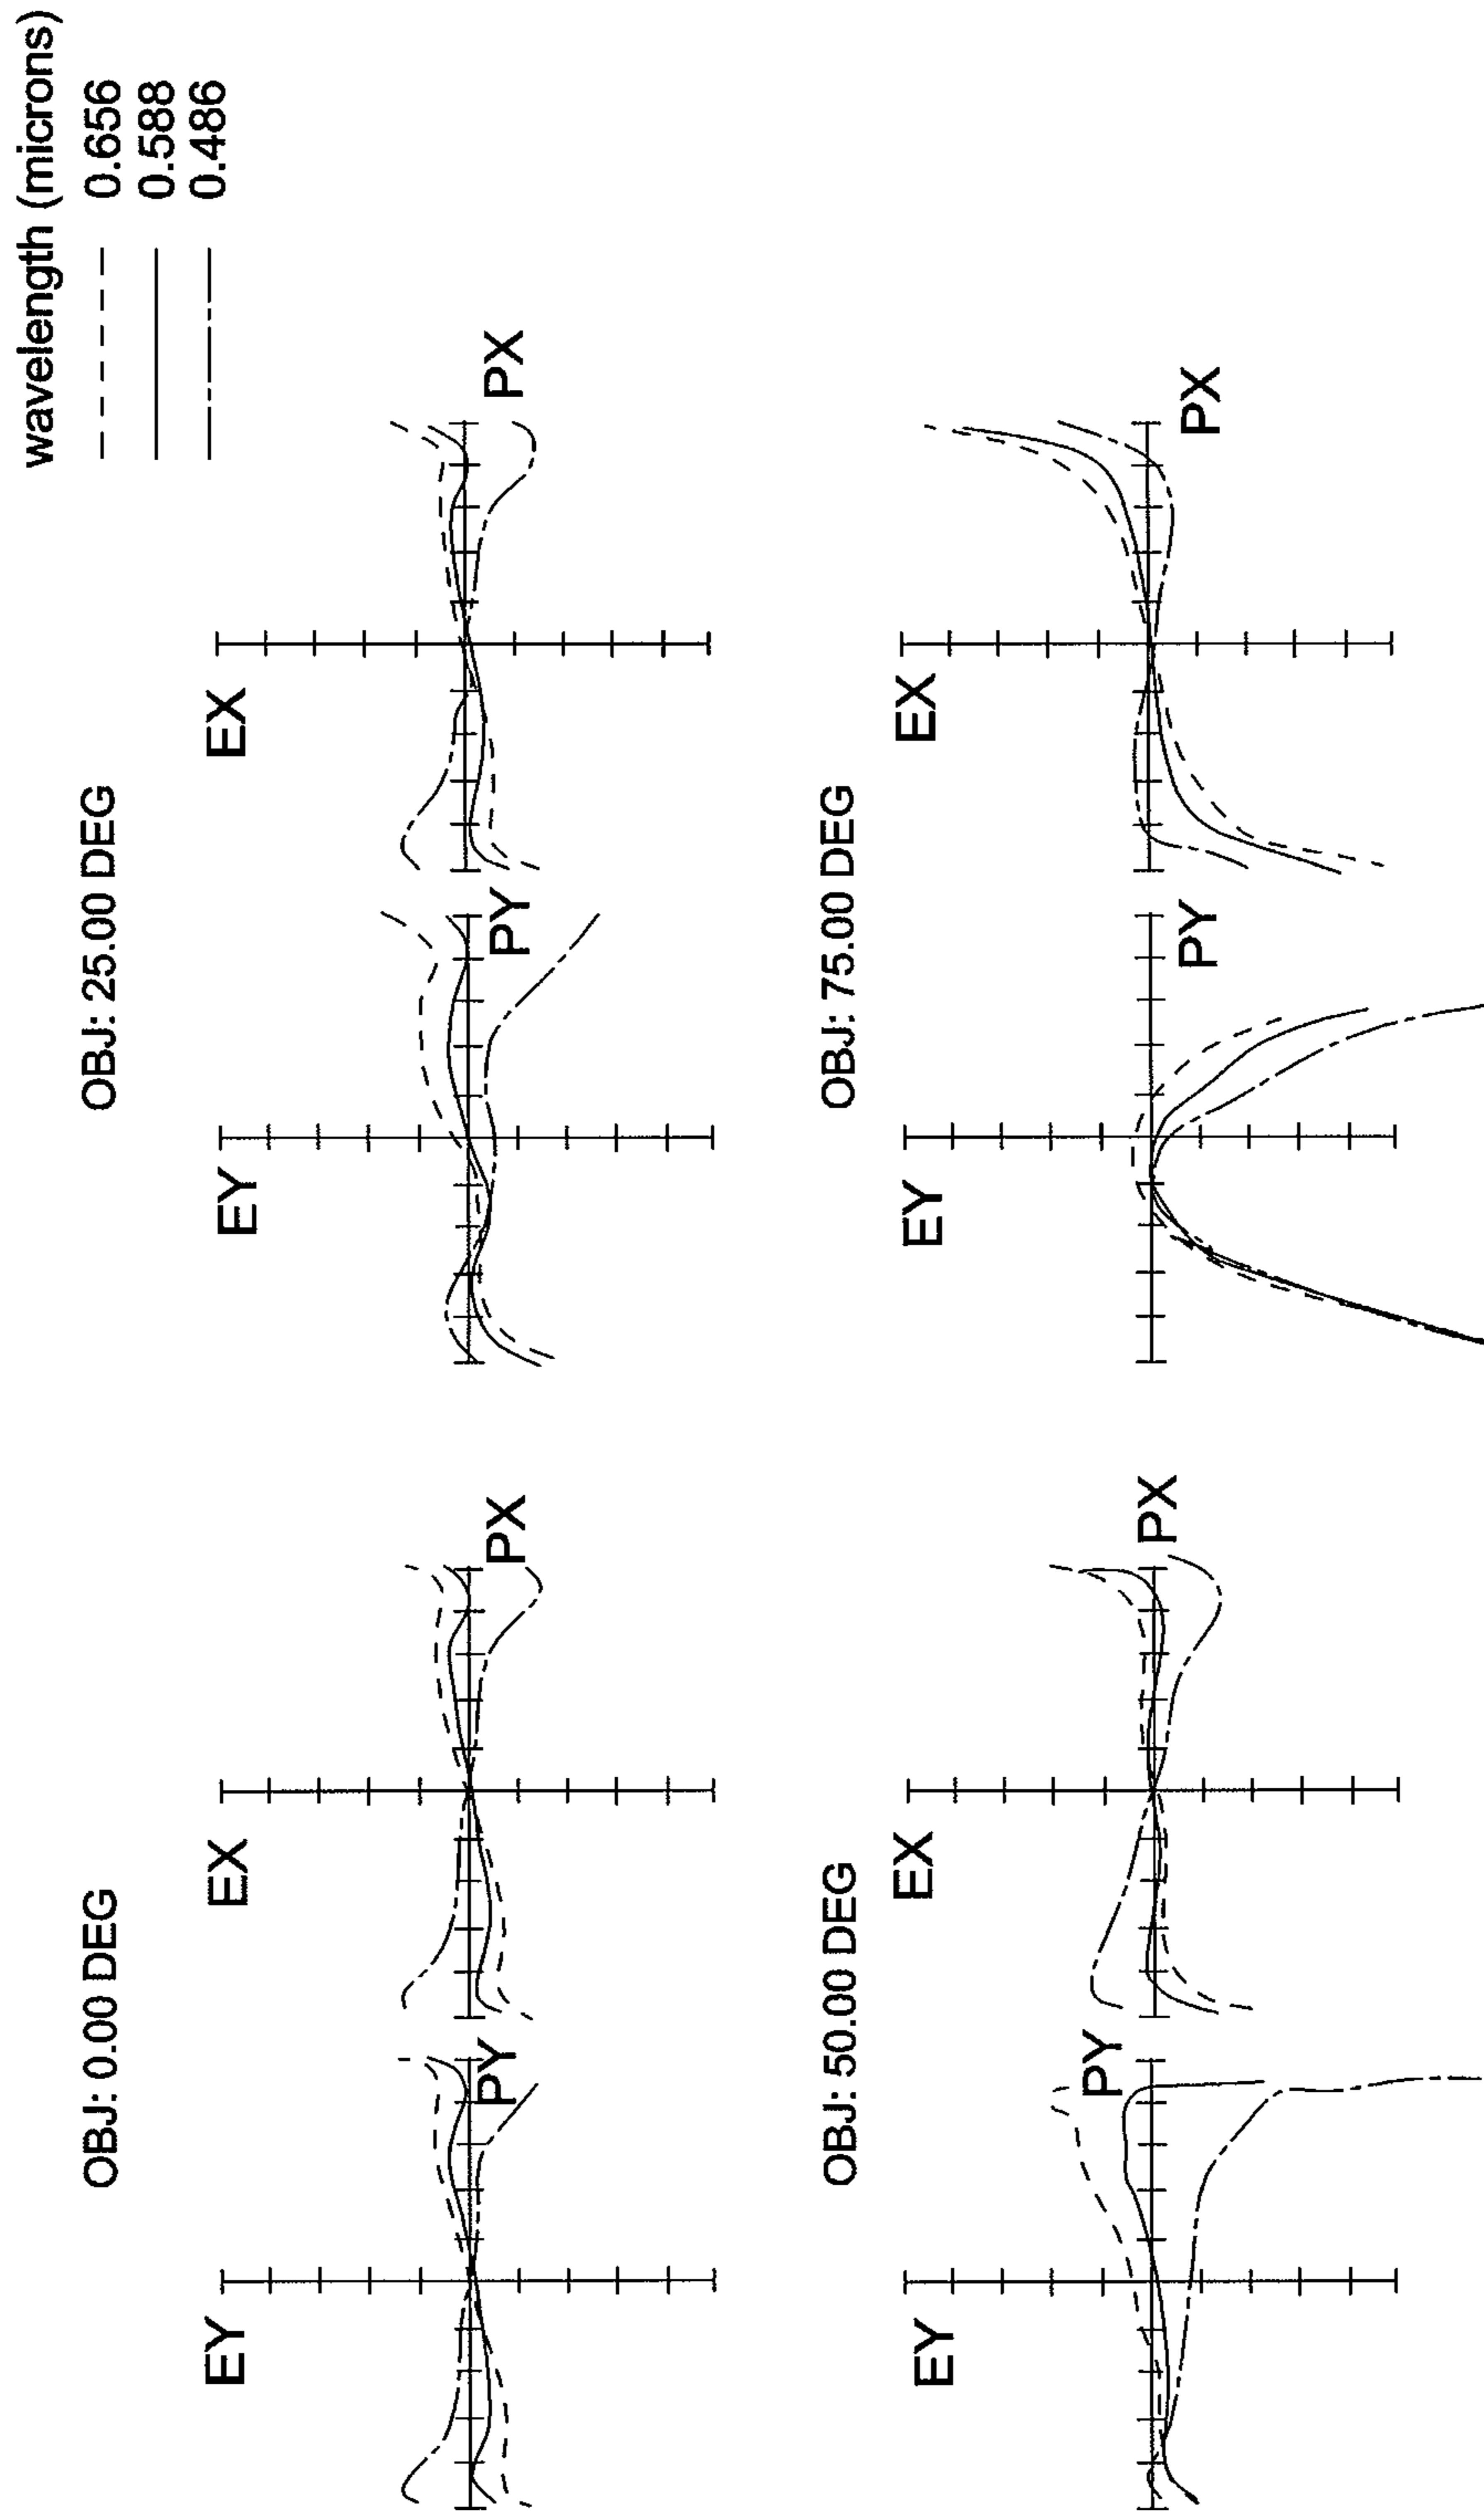 wavelength (microns)
0.656
0.588
0.486
OBJ: 0.00 DEG
EY
PY
EX
PX
OBJ: 25.00 DEG
EY
PY
EX
PX
OBJ: 50.00 DEG
EY
PY
EX
PX
OBJ: 75.00 DEG
EY
PY
EX
PX